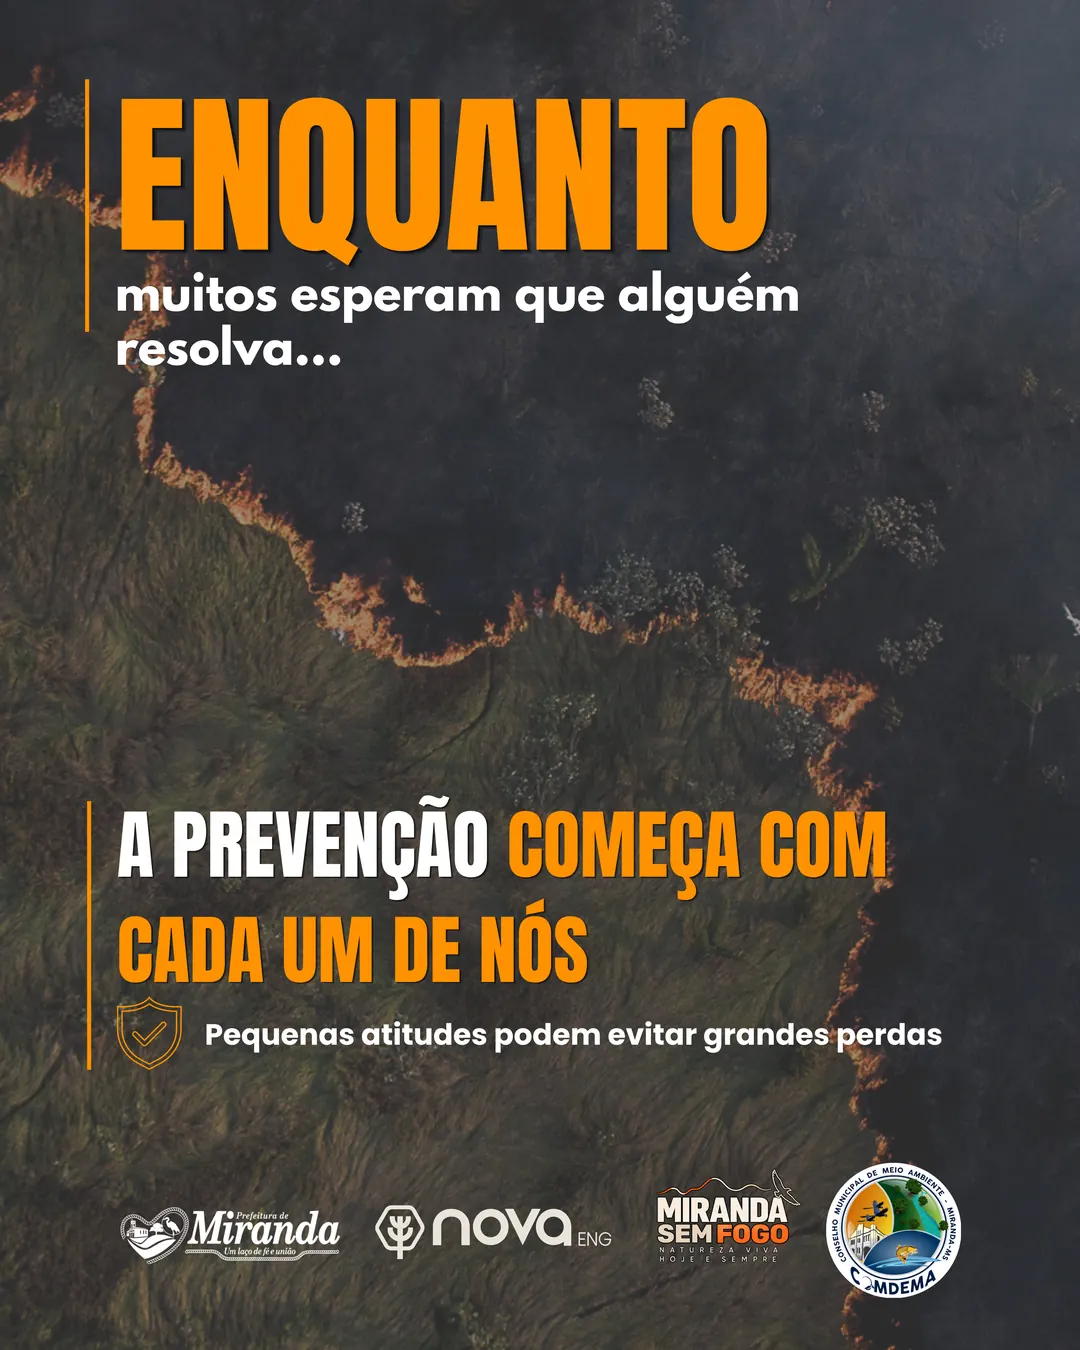 ENQUANTO
muitos esperam que alguém
resolva...
A PREVENÇÃO COMEÇA COM
CADA UM DE NÓS
Pequenas atitudes podem evitar grandes perdas
Prefeitura de
Miranda
Um laço de fé e união
nova ENG
MIRANDA
SEM FOGO
NATUREZA VIVA
HOJE E SEMPRE
CONSELHO MUNICIPAL DE MEIO AMBIENTE - MIRANDA-MS
COMDEMA